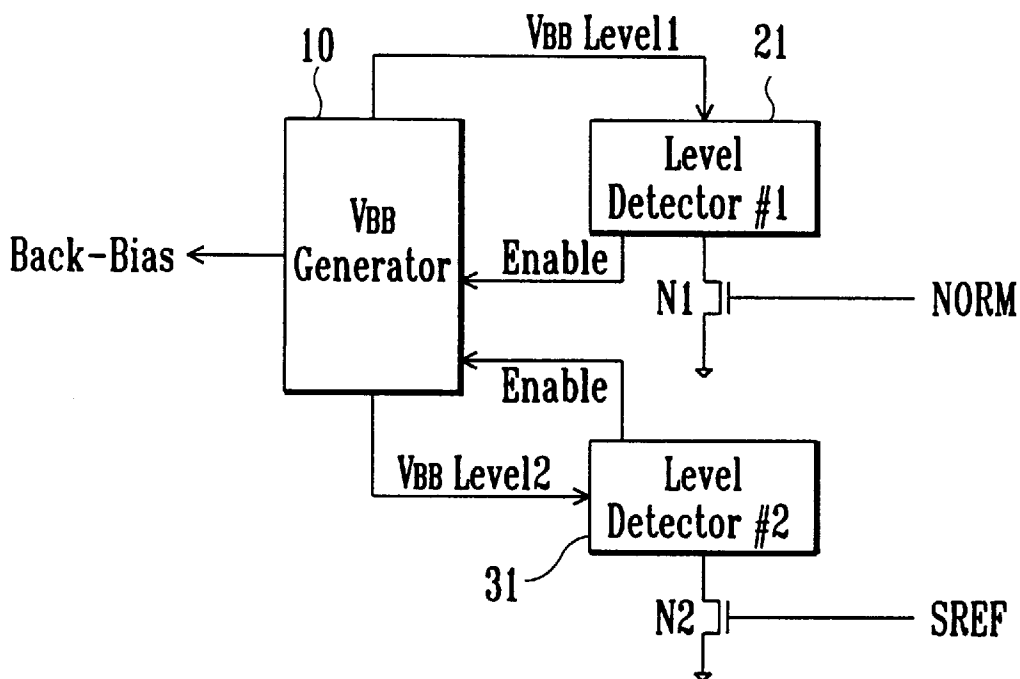 VBB Level1
10
21
Level
Detector #1
VBB
Generator
Back-Bias
Enable
N1
NORM
Enable
VBB Level2
Level
Detector #2
31
N2
SREF